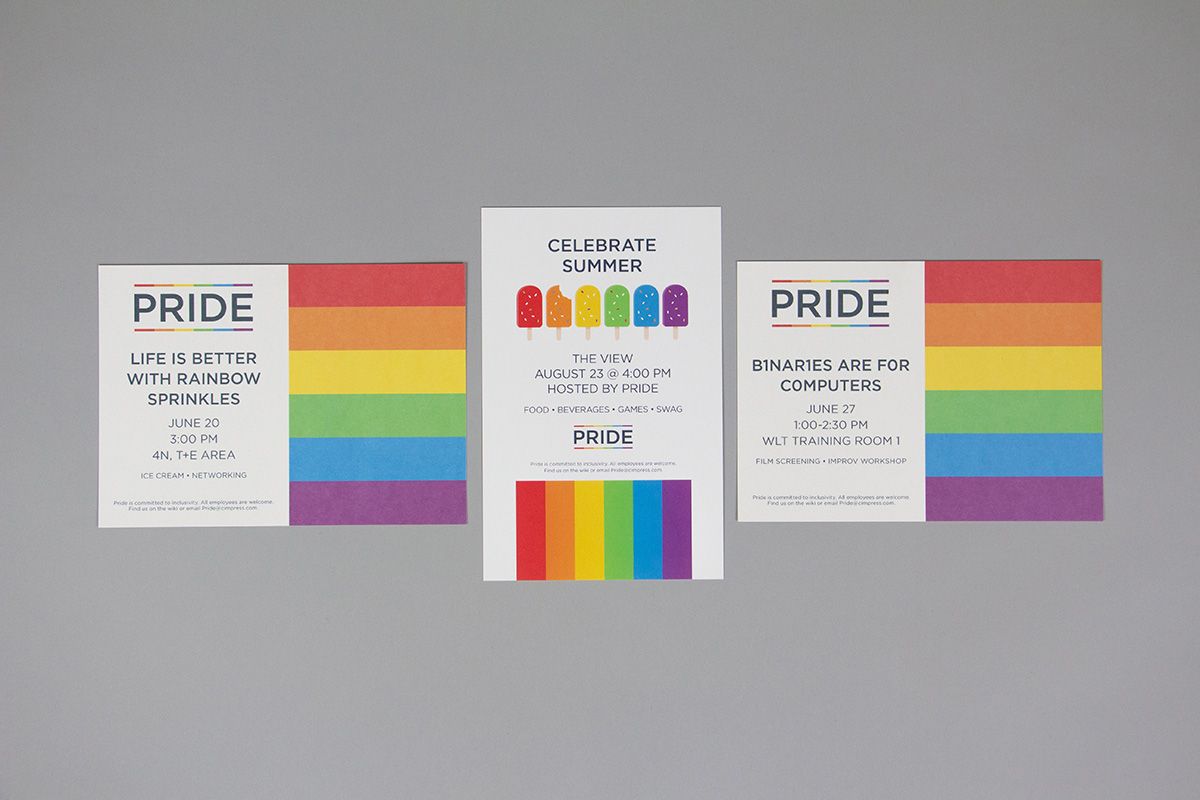 PRIDE
LIFE IS BETTER
WITH RAINBOW
SPRINKLES
JUNE 20
3:00 PM
4N, T+E AREA
ICE CREAM • NETWORKING
Pride is committed to inclusivity. All employees are welcome.
Find us on the wiki or email Pride@cimpress.com.
CELEBRATE
SUMMER
THE VIEW
AUGUST 23 @ 4:00 PM
HOSTED BY PRIDE
FOOD • BEVERAGES • GAMES • SWAG
PRIDE
Pride is committed to inclusivity. All employees are welcome.
Find us on the wiki or email Pride@cimpress.com.
PRIDE
B1NAR1ES ARE F0R
C0MPUTERS
JUNE 27
1:00-2:30 PM
WLT TRAINING ROOM 1
FILM SCREENING • IMPROV WORKSHOP
Pride is committed to inclusivity. All employees are welcome.
Find us on the wiki or email Pride@cimpress.com.